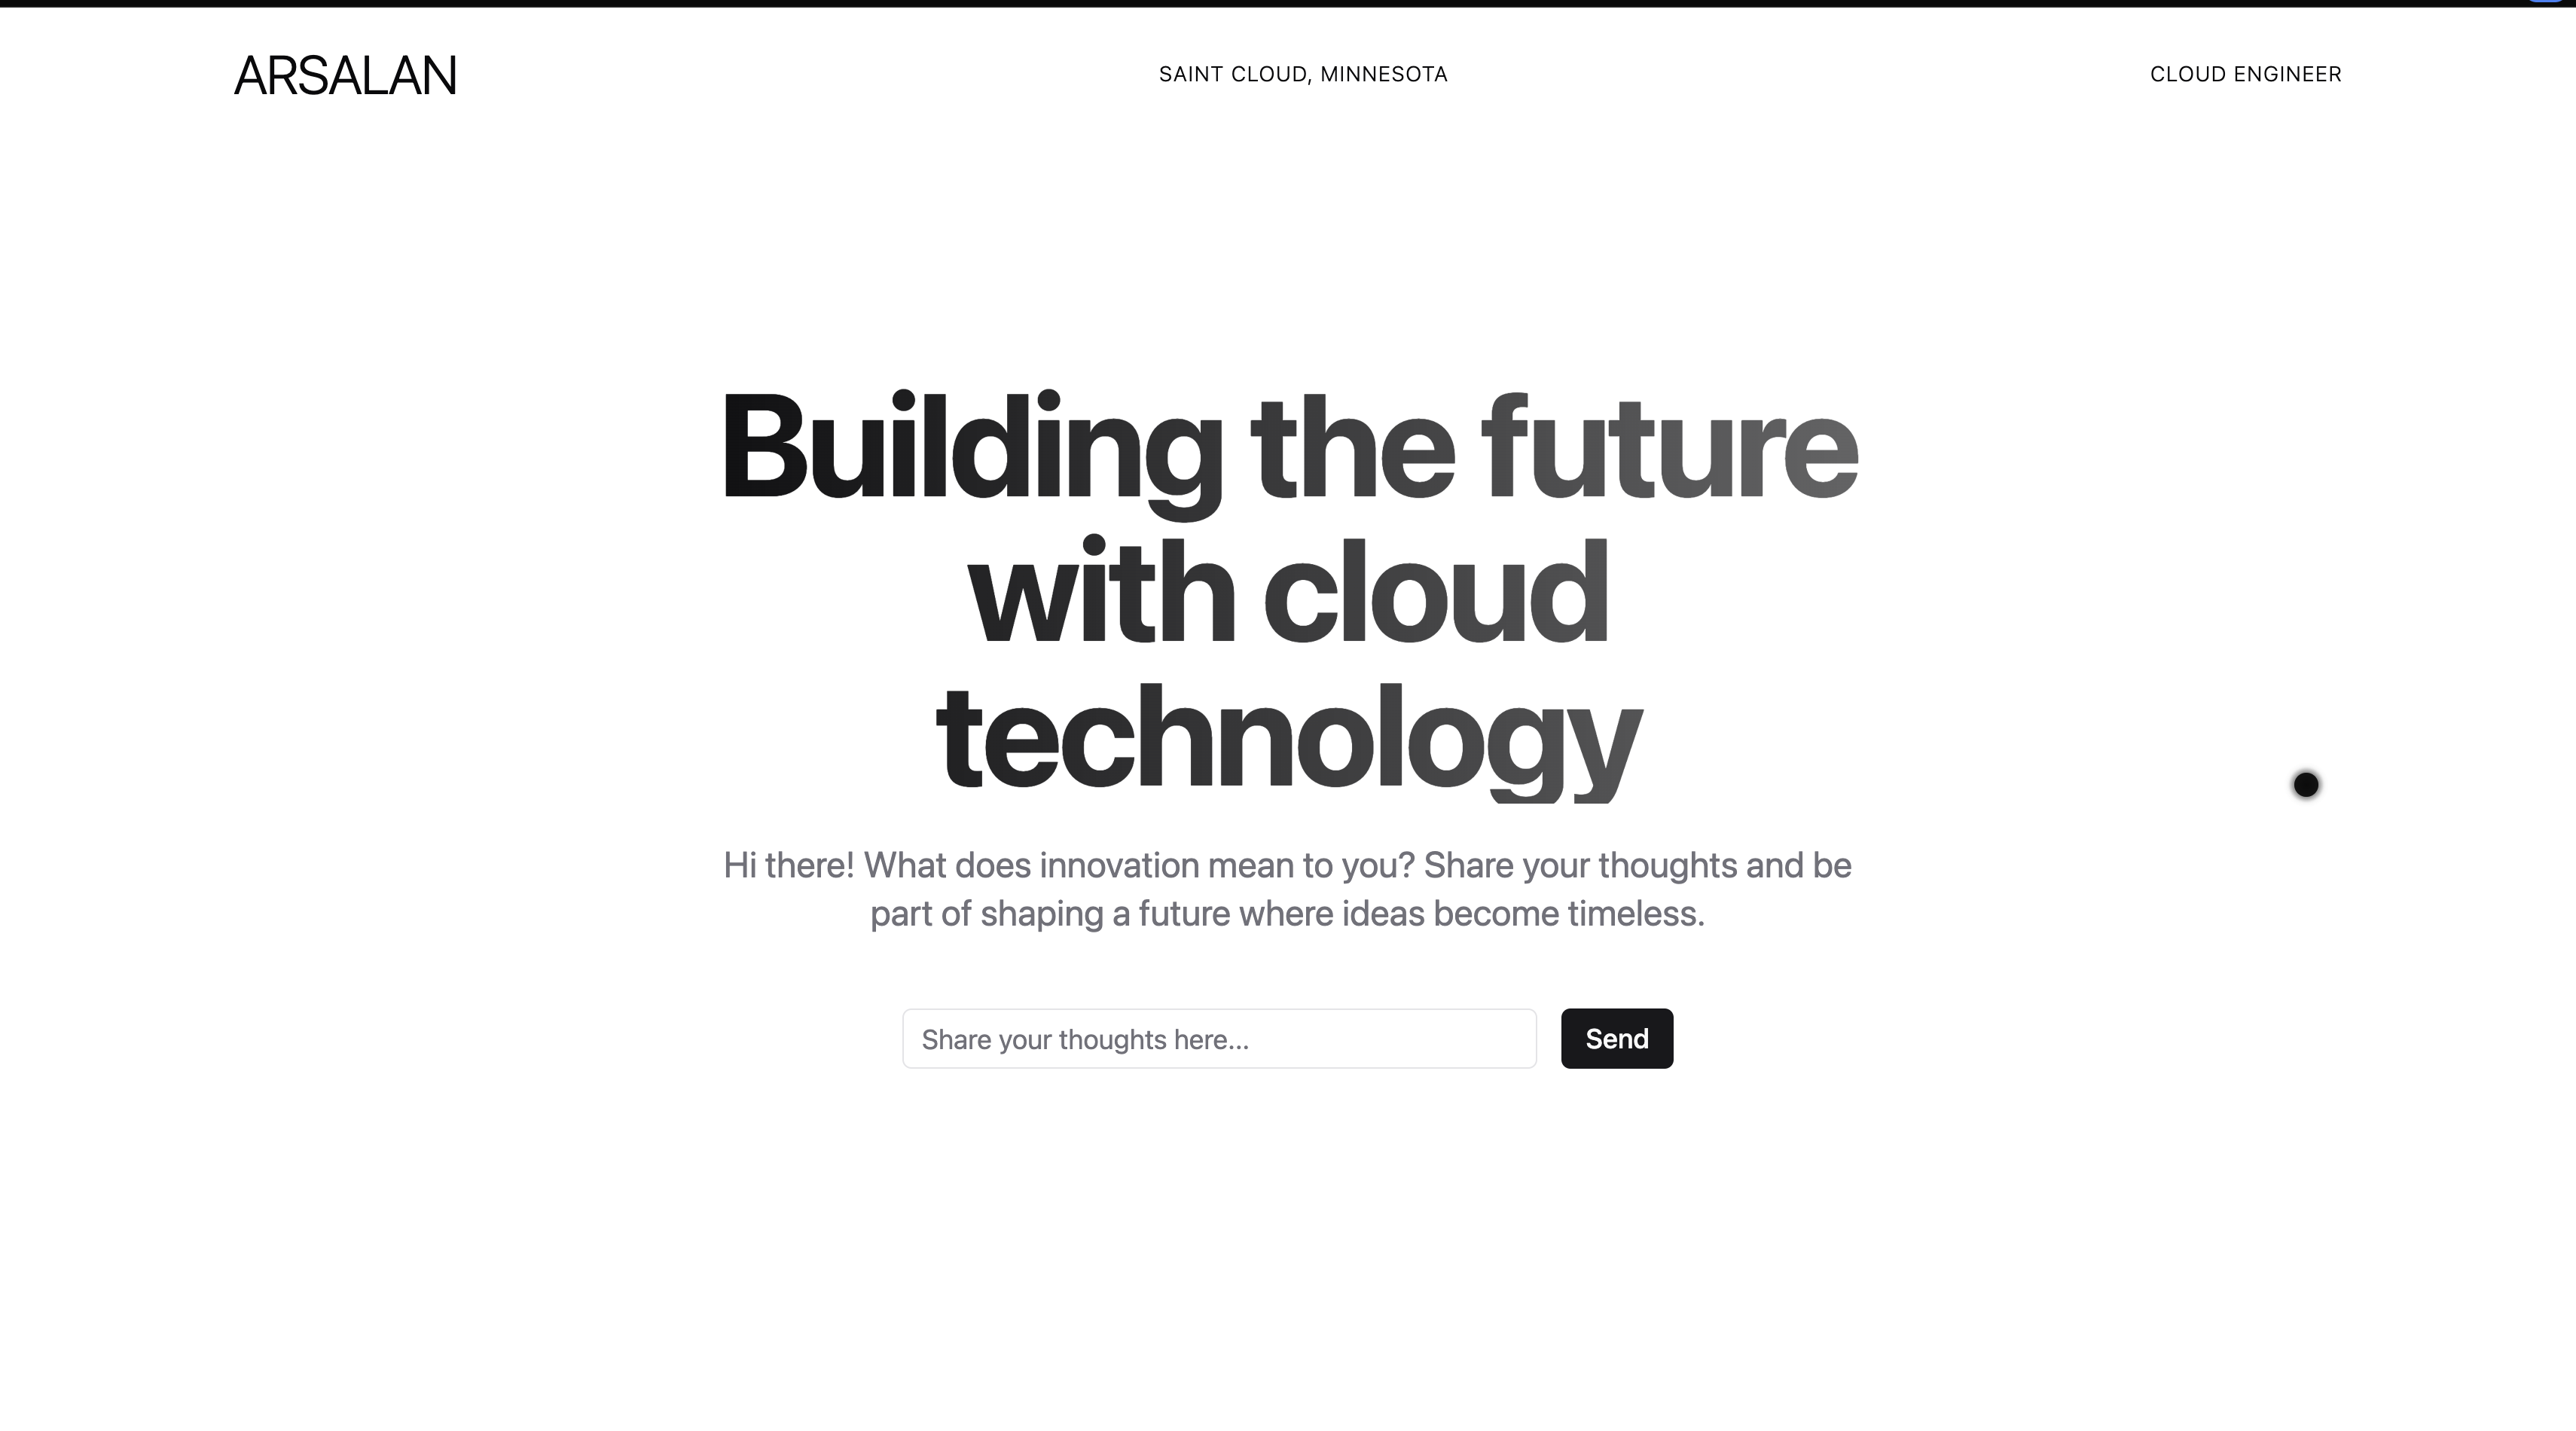 ARSALAN
SAINT CLOUD, MINNESOTA
CLOUD ENGINEER
Building the future
with cloud
technology
Hi there! What does innovation mean to you? Share your thoughts and be
part of shaping a future where ideas become timeless.
Share your thoughts here...
Send